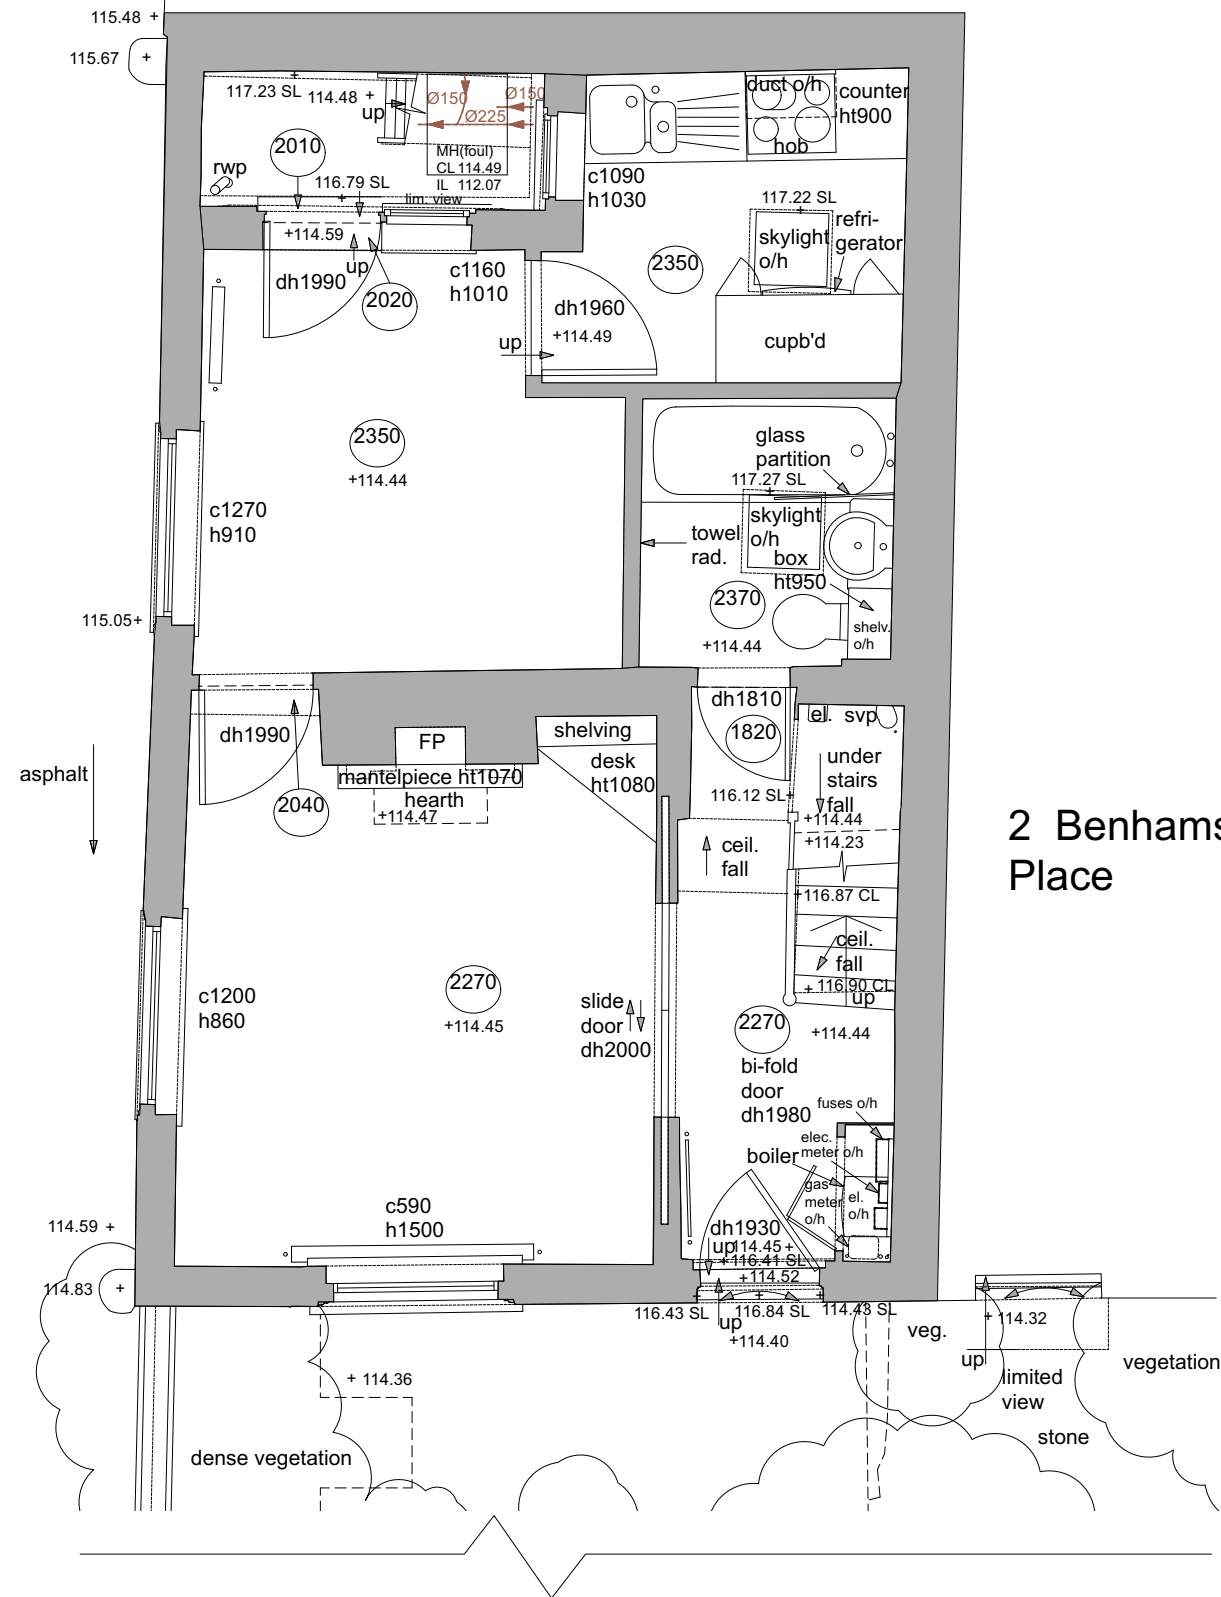 115.48 +
115.67 +
117.23 SL
114.48 +
up
Ø150
Ø150
Ø225
MH(foul)
CL 114.49
IL 112.07
lim. view
2010
rwp
116.79 SL
+114.59
up
dh1990
2020
c1160
h1010
c1090
h1030
duct o/h
hob
counter
ht900
117.22 SL
skylight
o/h
refri-
gerator
2350
dh1960
+114.49
up
cupb'd
2350
+114.44
c1270
h910
115.05+
glass
partition
117.27 SL
skylight
o/h
towel
rad.
box
ht950
2370
+114.44
shelv.
o/h
dh1990
2040
FP
mantelpiece ht1070
hearth
+114.47
shelving
desk
ht1080
dh1810
1820
el. svp
under
stairs
fall
116.12 SL+
+114.44
+114.23
ceil.
fall
+116.87 CL
ceil.
fall
+ 116.90 CL
up
asphalt
2 Benhams
Place
c1200
h860
2270
+114.45
slide
door
dh2000
2270
+114.44
bi-fold
door
dh1980
fuses o/h
elec.
meter o/h
boiler
gas
meter
o/h
el.
o/h
c590
h1500
dh1930
up
114.45 +
+116.41 SL
+114.52
114.59 +
114.83 +
116.43 SL
116.84 SL
114.43 SL
up
+114.40
veg.
+ 114.32
up
limited
view
vegetation
stone
+ 114.36
dense vegetation